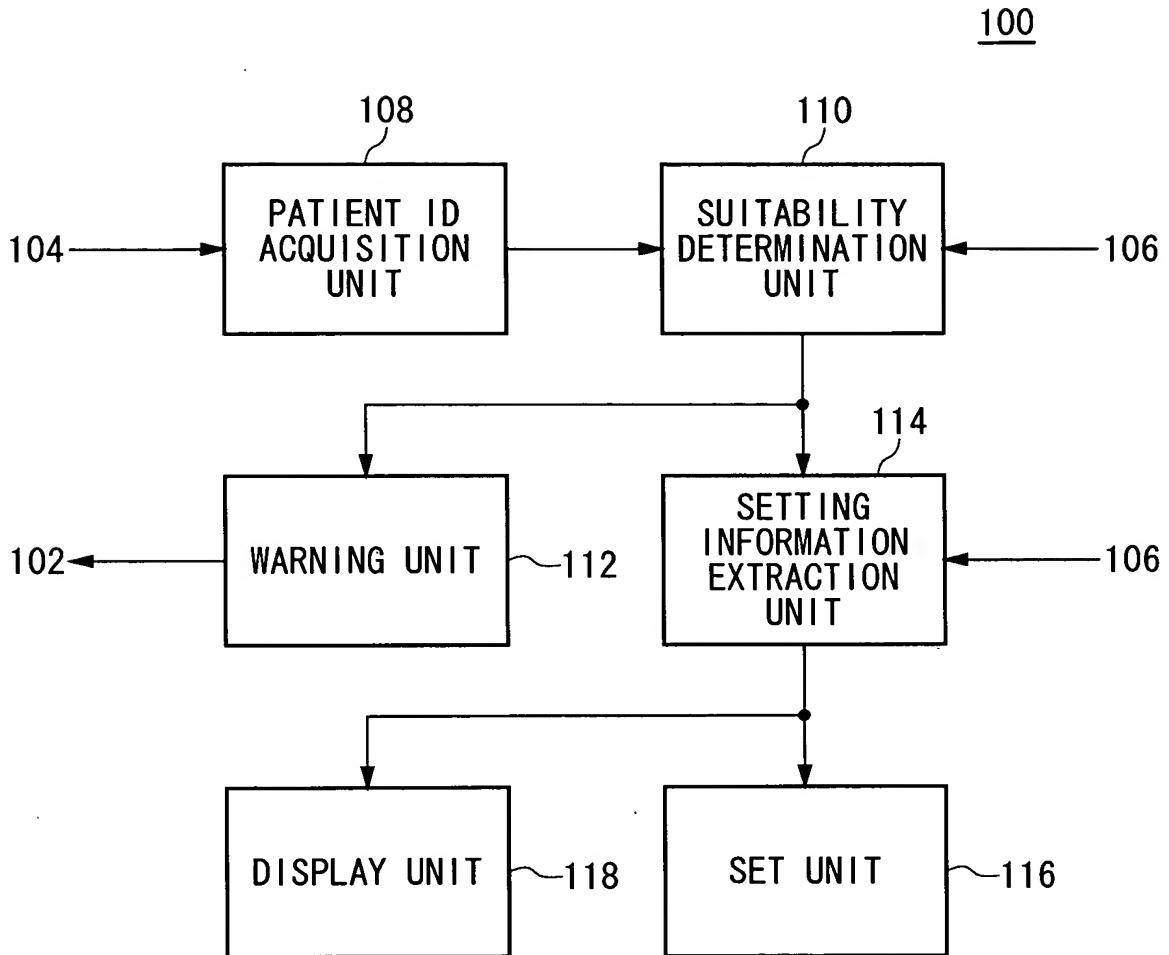 100
108
110
104
PATIENT ID
ACQUISITION
UNIT
SUITABILITY
DETERMINATION
UNIT
106
114
102
WARNING UNIT
112
SETTING
INFORMATION
EXTRACTION
UNIT
106
DISPLAY UNIT
118
SET UNIT
116